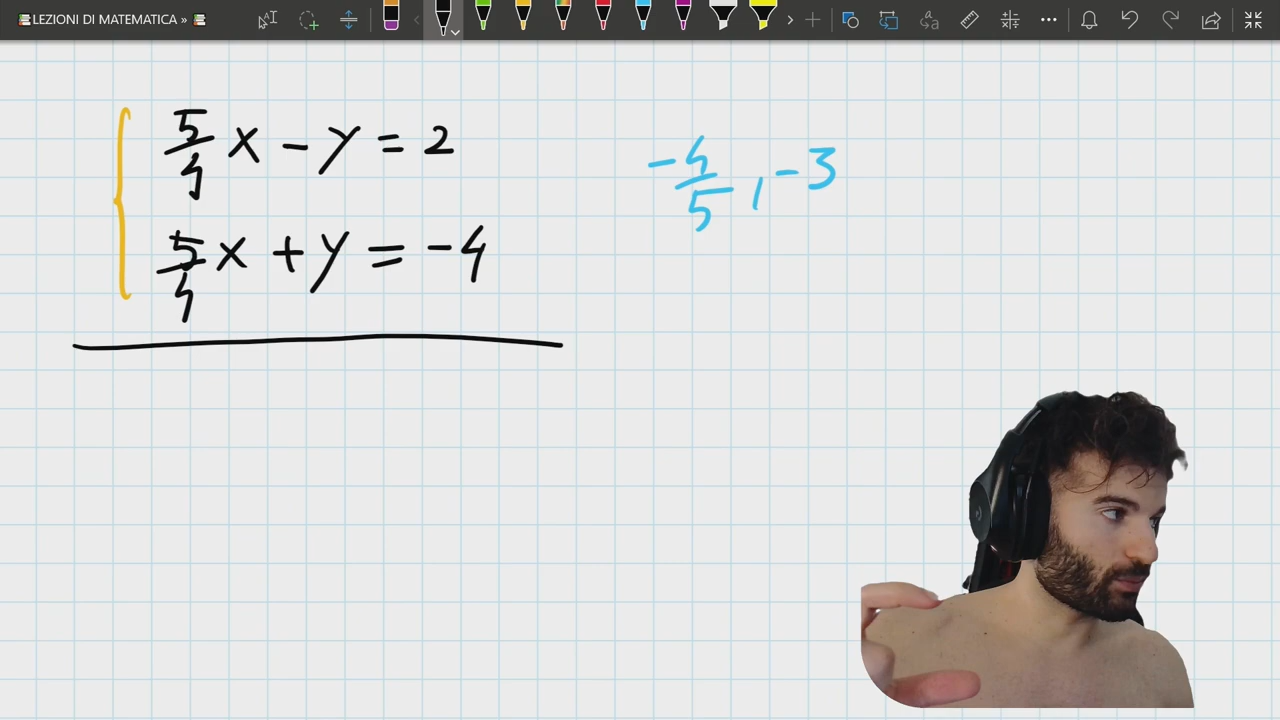 LEZIONI DI MATEMATICA »
5/4 x - y = 2
5/4 x + y = -4
-4/5 , -3